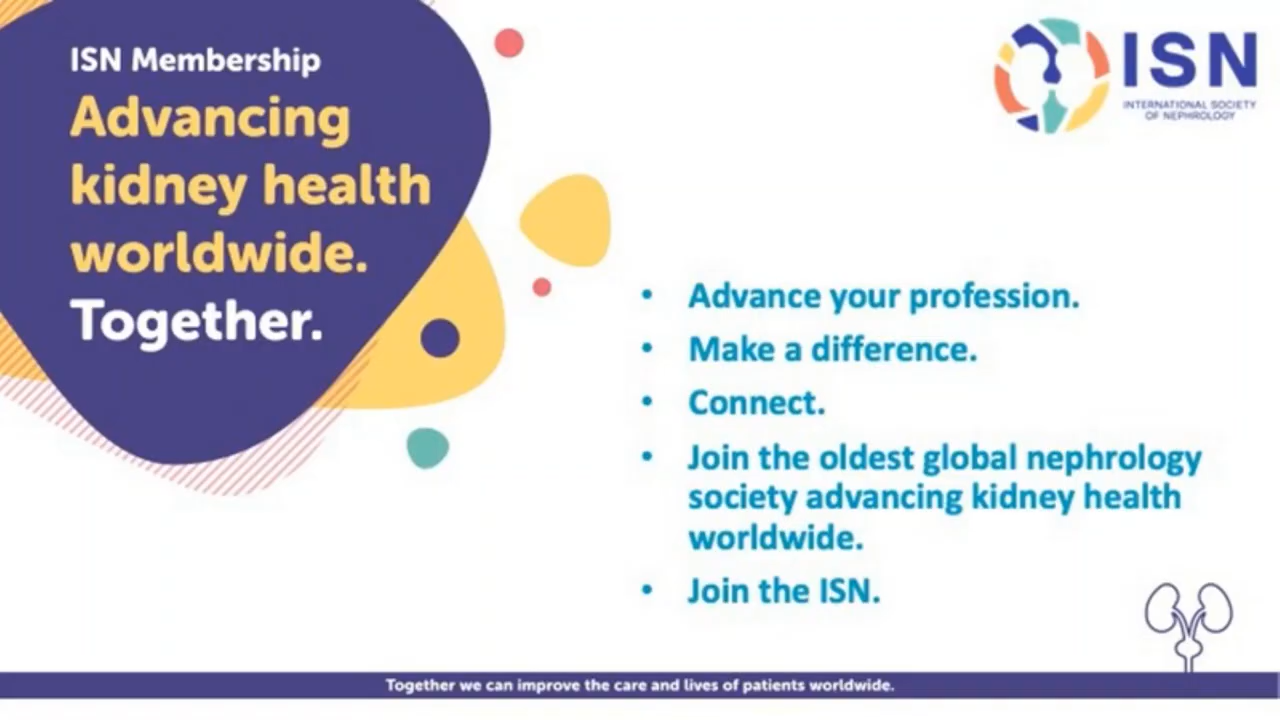 ISN Membership
Advancing
kidney health
worldwide.
Together.
ISN
INTERNATIONAL SOCIETY
OF NEPHROLOGY
• Advance your profession.
• Make a difference.
• Connect.
• Join the oldest global nephrology
society advancing kidney health
worldwide.
• Join the ISN.
Together we can improve the care and lives of patients worldwide.